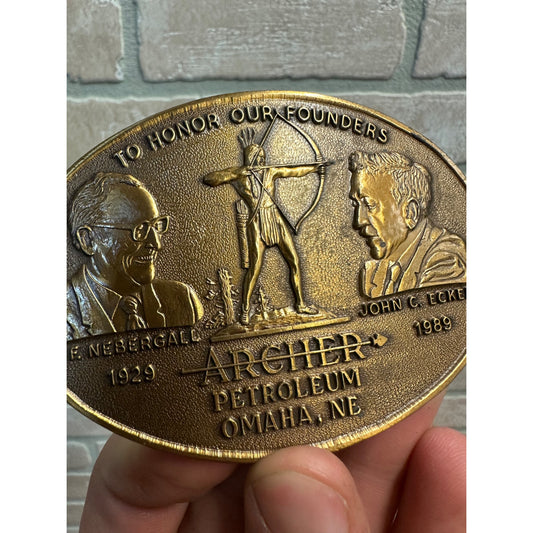 TO HONOR OUR FOUNDERS
F. NEBERGALL
1929
JOHN C. ECKE
1989
ARCHER
PETROLEUM
OMAHA, NE